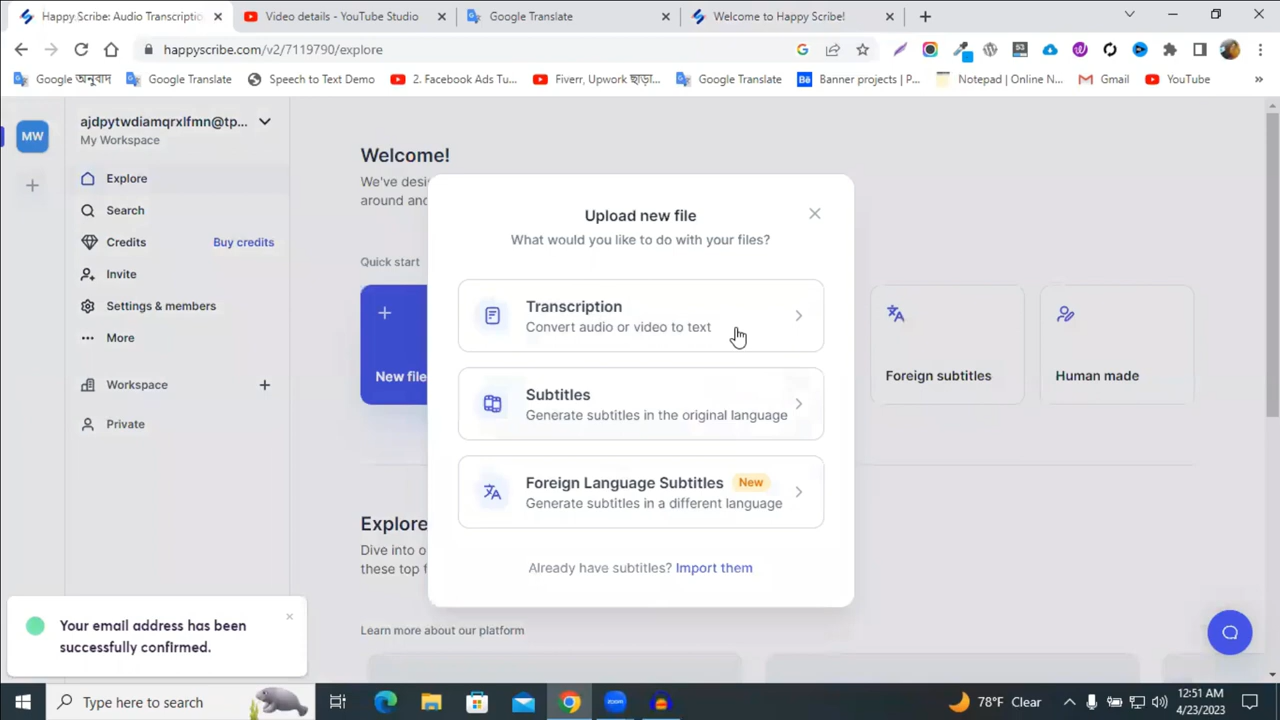 Happy Scribe: Audio Transcriptio
Video details - YouTube Studio
Google Translate
Welcome to Happy Scribe!
happyscribe.com/v2/7119790/explore
Google অনুবাদ
Google Translate
Speech to Text Demo
2. Facebook Ads Tu...
Fiverr, Upwork ছাড়া...
Google Translate
Banner projects | P...
Notepad | Online N...
Gmail
YouTube
MW
ajdpytwdiamqrxlfmn@tp...
My Workspace
Explore
Search
Credits
Buy credits
Invite
Settings & members
More
Workspace
Private
Welcome!
We've desi
around and
Quick start
New file
Foreign subtitles
Human made
Upload new file
What would you like to do with your files?
Transcription
Convert audio or video to text
Subtitles
Generate subtitles in the original language
Foreign Language Subtitles New
Generate subtitles in a different language
Already have subtitles? Import them
Explore
Dive into o
these top f
Learn more about our platform
Your email address has been
successfully confirmed.
Type here to search
zoom
78°F Clear
12:51 AM
4/23/2023